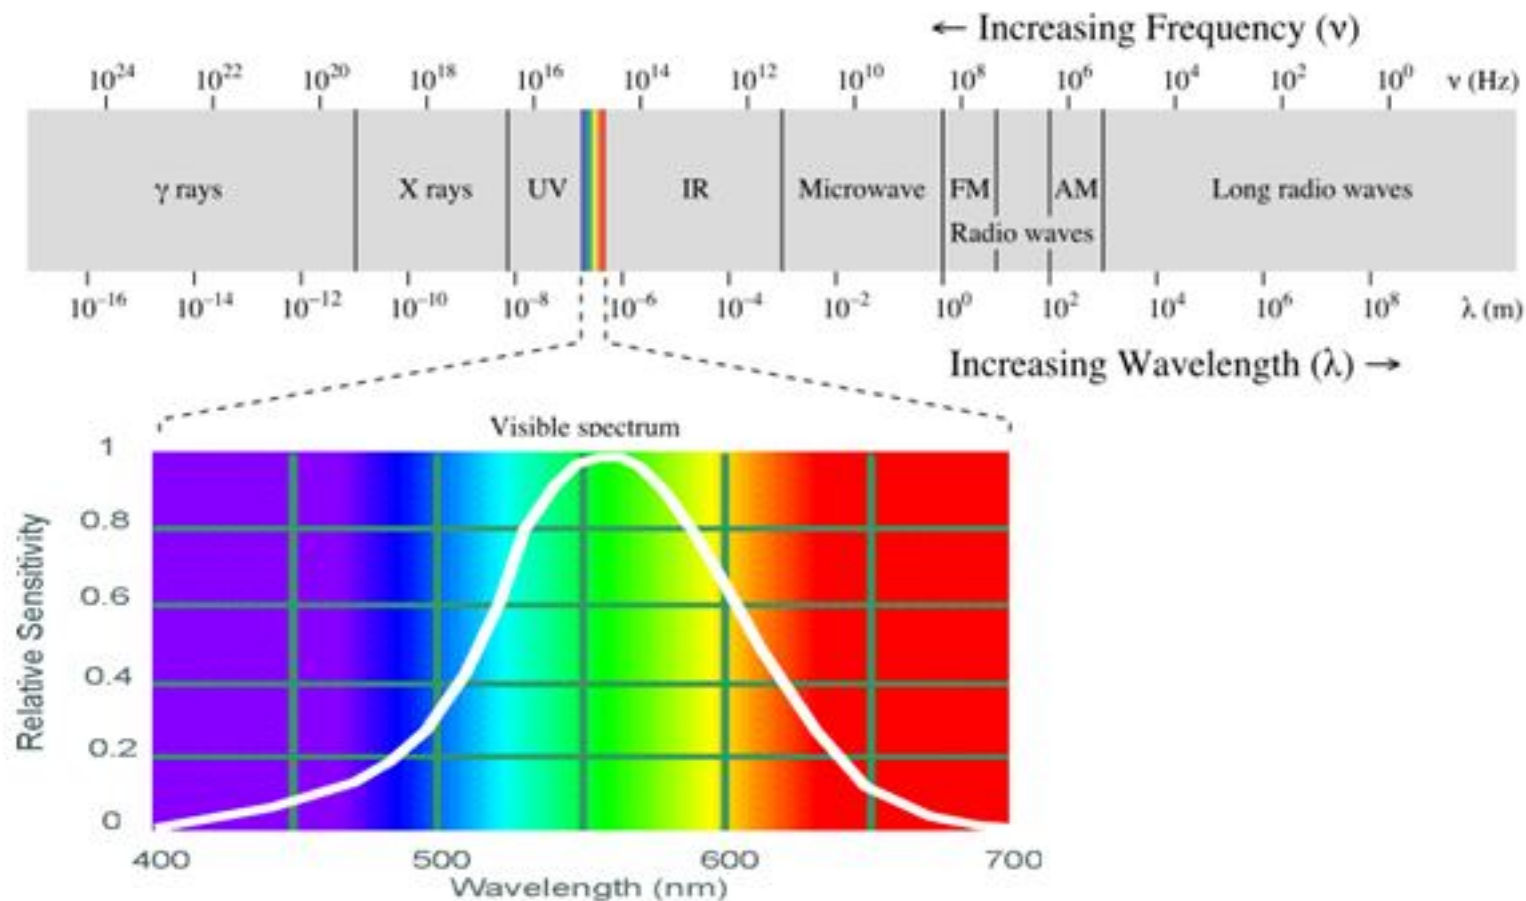 ← Increasing Frequency (ν)
10²⁴ 10²² 10²⁰ 10¹⁸ 10¹⁶ 10¹⁴ 10¹² 10¹⁰ 10⁸ 10⁶ 10⁴ 10² 10⁰ ν (Hz)
γ rays X rays UV IR Microwave FM AM Long radio waves
Radio waves
10⁻¹⁶ 10⁻¹⁴ 10⁻¹² 10⁻¹⁰ 10⁻⁸ 10⁻⁶ 10⁻⁴ 10⁻² 10⁰ 10² 10⁴ 10⁶ 10⁸ λ (m)
Increasing Wavelength (λ) →
Visible spectrum
Relative Sensitivity
1
0.8
0.6
0.4
0.2
0
400 500 600 700
Wavelength (nm)